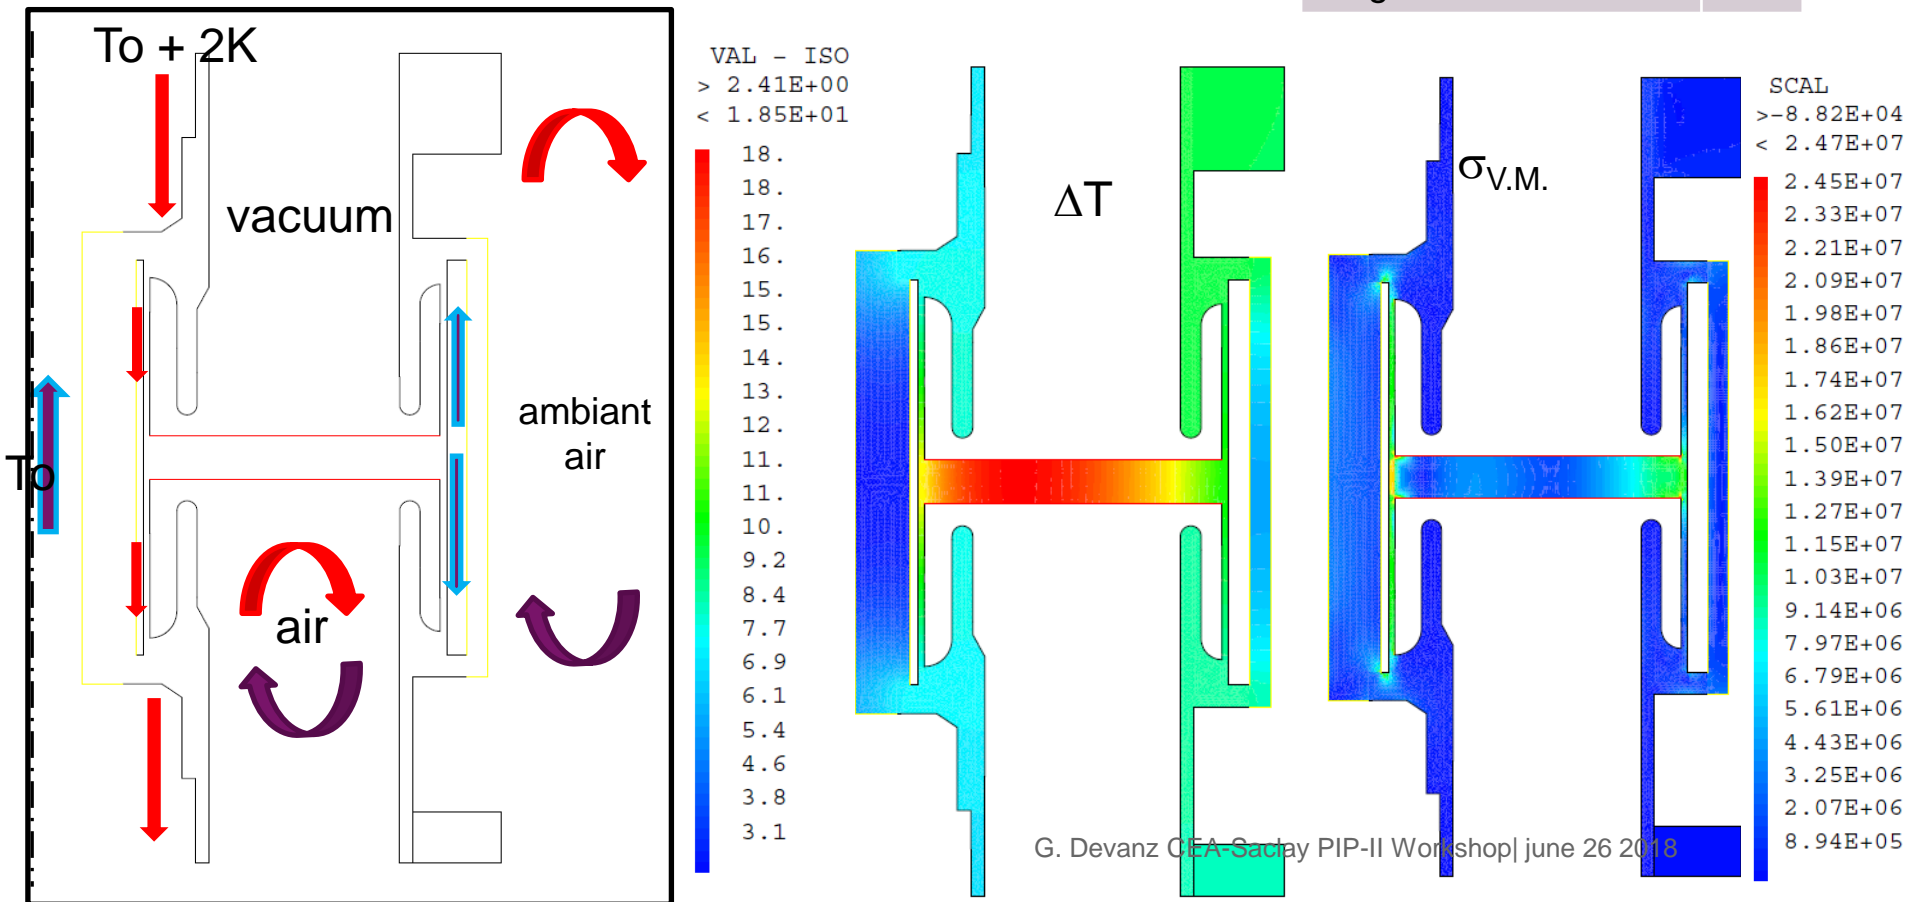 To + 2K
vacuum
To
air
ambiant
air
VAL - ISO
> 2.41E+00
< 1.85E+01
18.
18.
17.
16.
15.
15.
14.
13.
12.
11.
11.
10.
9.2
8.4
7.7
6.9
6.1
5.4
4.6
3.8
3.1
ΔT
σV.M.
SCAL
>-8.82E+04
< 2.47E+07
2.45E+07
2.33E+07
2.21E+07
2.09E+07
1.98E+07
1.86E+07
1.74E+07
1.62E+07
1.50E+07
1.39E+07
1.27E+07
1.15E+07
1.03E+07
9.14E+06
7.97E+06
6.79E+06
5.61E+06
4.43E+06
3.25E+06
2.07E+06
8.94E+05
G. Devanz CEA-Saclay PIP-II Workshop| june 26 2018